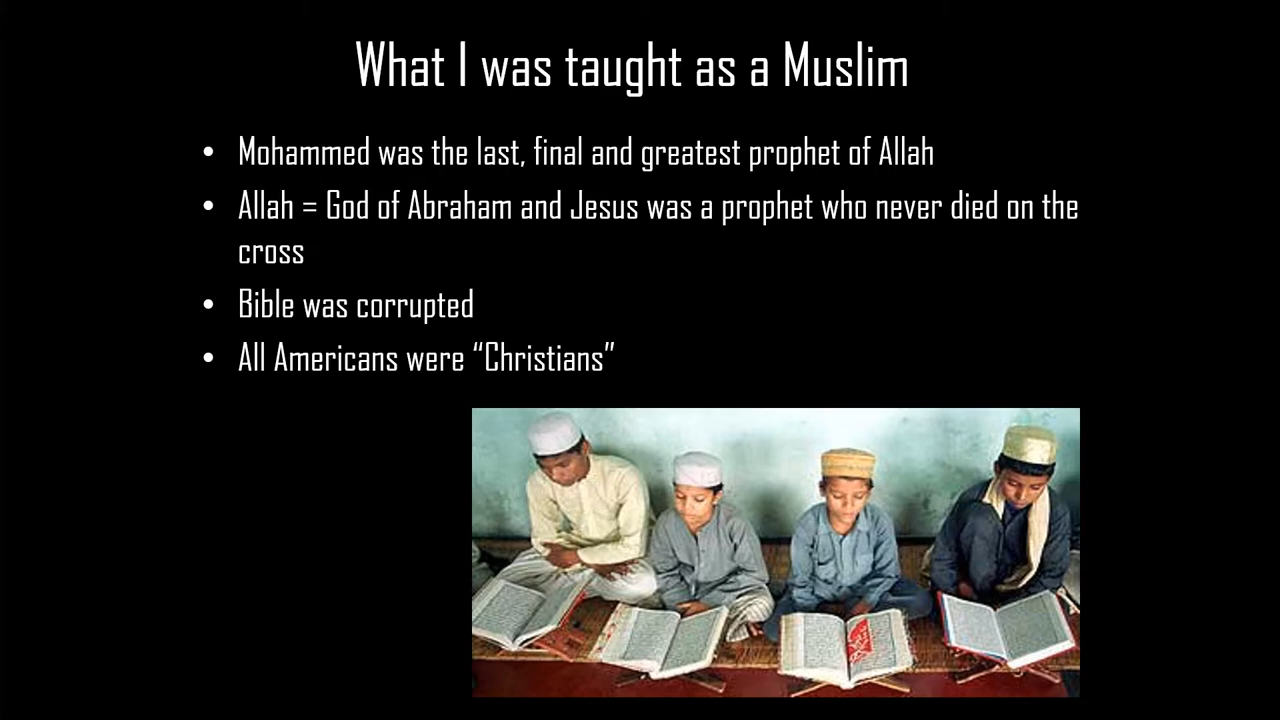 What I was taught as a Muslim
• Mohammed was the last, final and greatest prophet of Allah
• Allah = God of Abraham and Jesus was a prophet who never died on the
cross
• Bible was corrupted
• All Americans were “Christians”